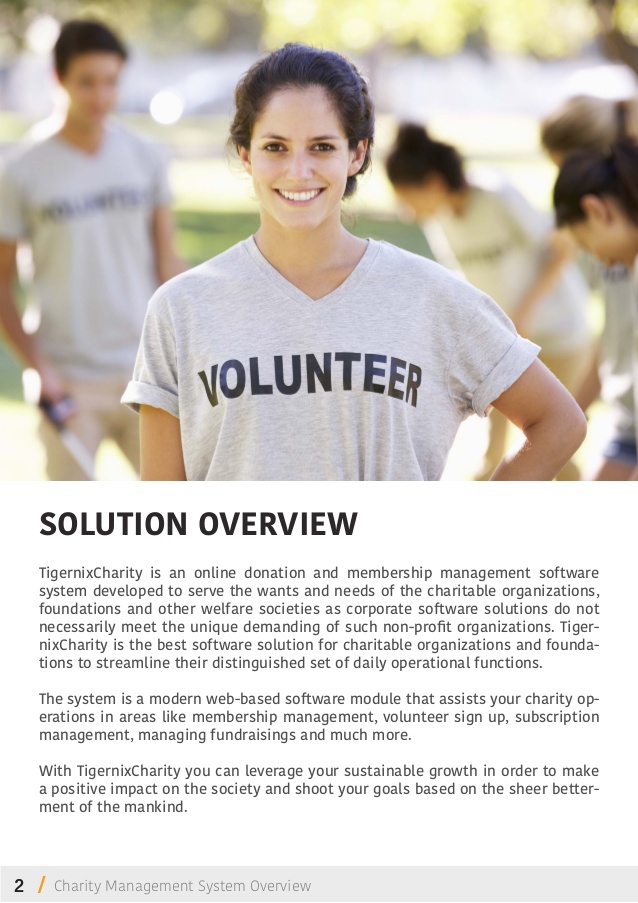 VOLUNTEER
VOLUNTEER
SOLUTION OVERVIEW
TigernixCharity is an online donation and membership management software
system developed to serve the wants and needs of the charitable organizations,
foundations and other welfare societies as corporate software solutions do not
necessarily meet the unique demanding of such non-profit organizations. Tiger-
nixCharity is the best software solution for charitable organizations and founda-
tions to streamline their distinguished set of daily operational functions.
The system is a modern web-based software module that assists your charity op-
erations in areas like membership management, volunteer sign up, subscription
management, managing fundraisings and much more.
With TigernixCharity you can leverage your sustainable growth in order to make
a positive impact on the society and shoot your goals based on the sheer better-
ment of the mankind.
2 / Charity Management System Overview